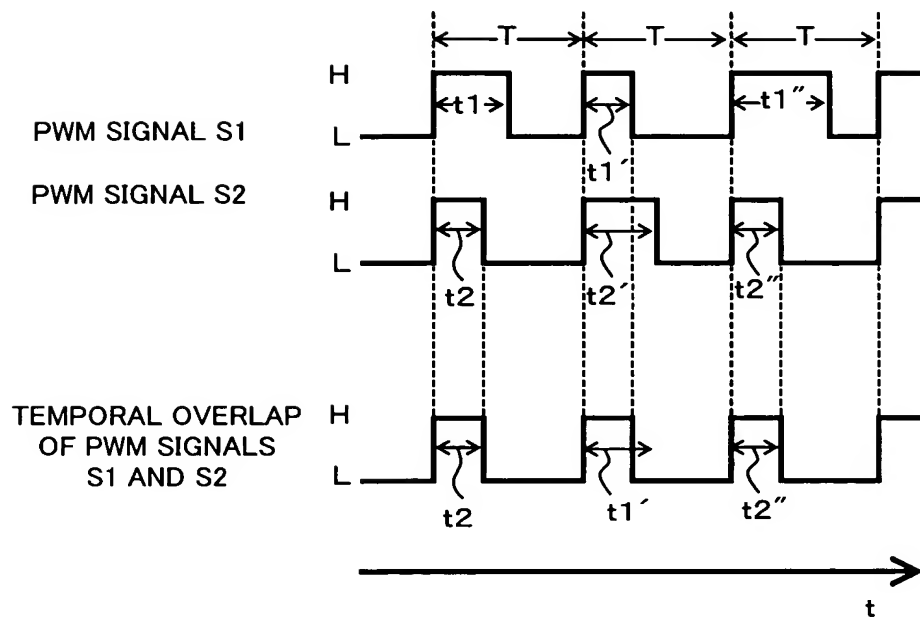 T T T
H
t1 t1″
PWM SIGNAL S1 L
t1′
PWM SIGNAL S2 H
L
t2 t2′ t2″
TEMPORAL OVERLAP H
OF PWM SIGNALS
S1 AND S2 L
t2 t1′ t2″
t